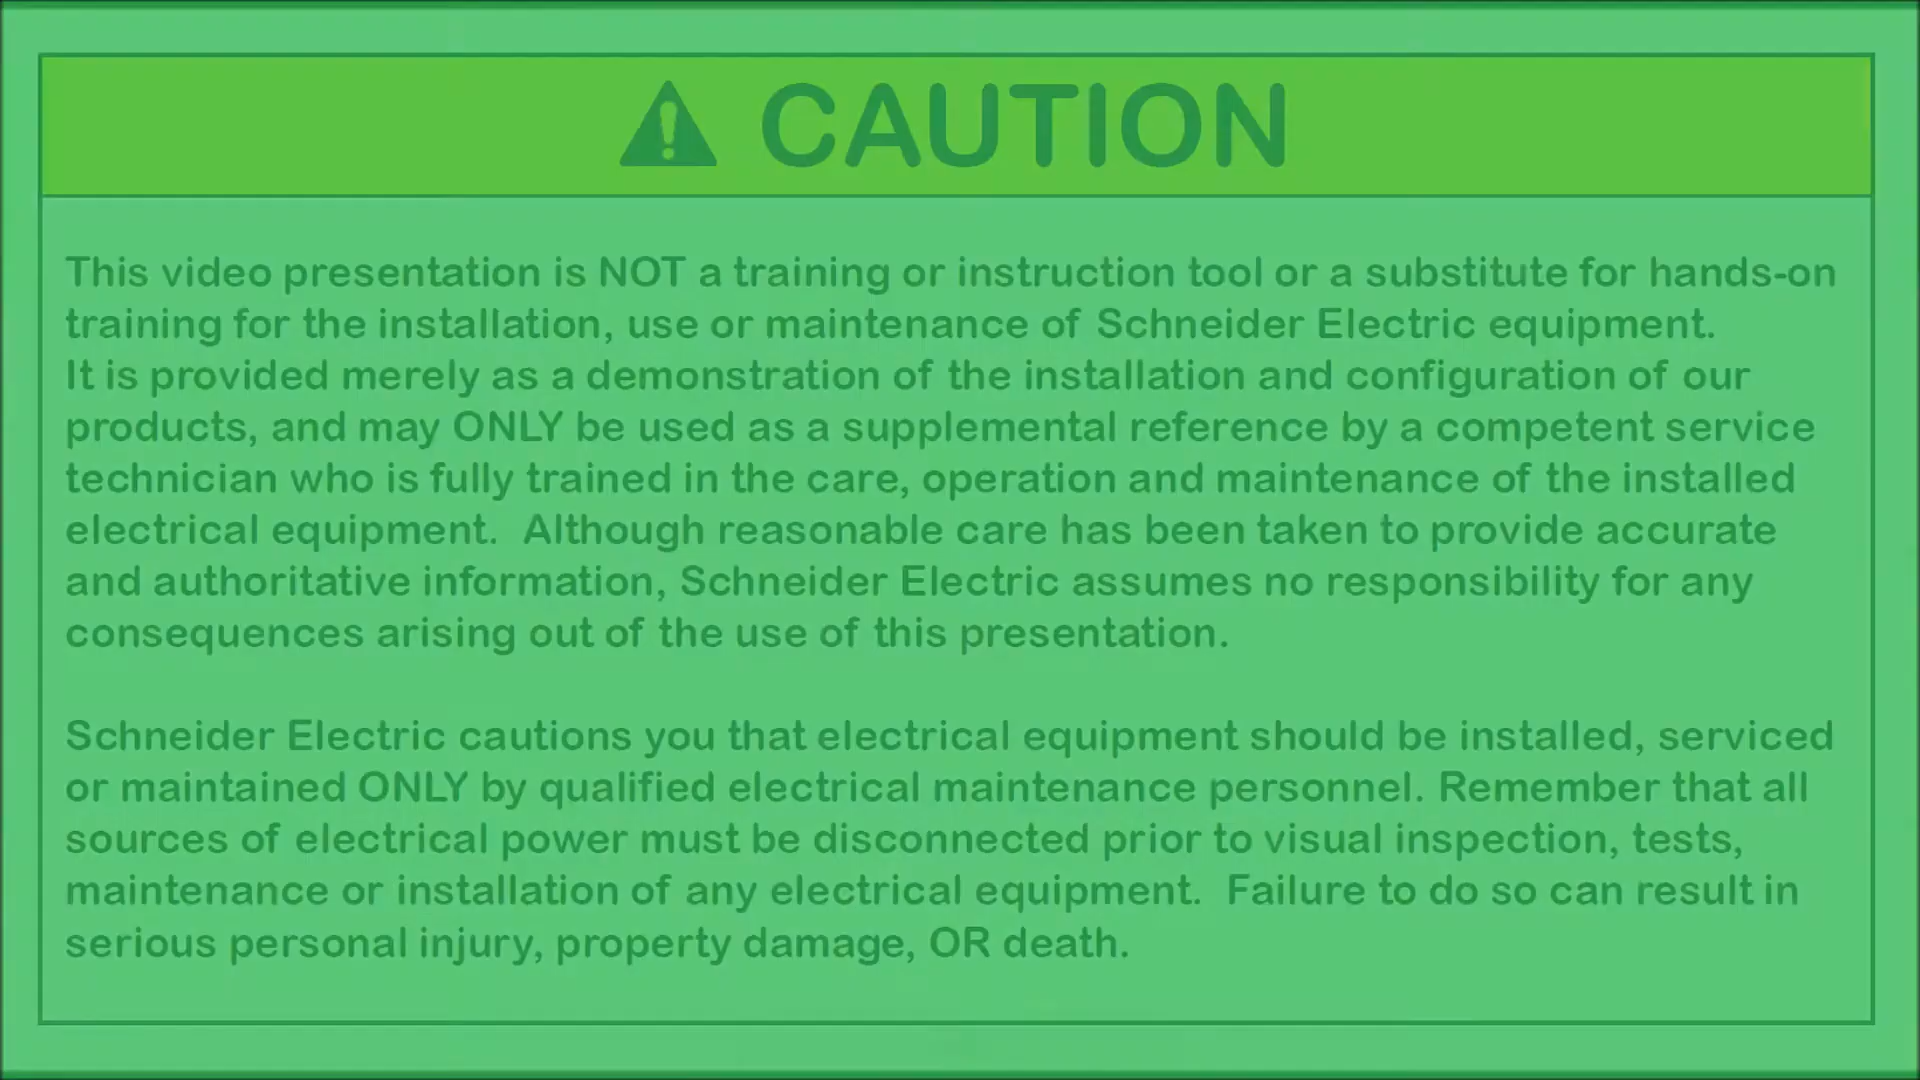 CAUTION
This video presentation is NOT a training or instruction tool or a substitute for hands-on
training for the installation, use or maintenance of Schneider Electric equipment.
It is provided merely as a demonstration of the installation and configuration of our
products, and may ONLY be used as a supplemental reference by a competent service
technician who is fully trained in the care, operation and maintenance of the installed
electrical equipment.  Although reasonable care has been taken to provide accurate
and authoritative information, Schneider Electric assumes no responsibility for any
consequences arising out of the use of this presentation.
Schneider Electric cautions you that electrical equipment should be installed, serviced
or maintained ONLY by qualified electrical maintenance personnel. Remember that all
sources of electrical power must be disconnected prior to visual inspection, tests,
maintenance or installation of any electrical equipment.  Failure to do so can result in
serious personal injury, property damage, OR death.